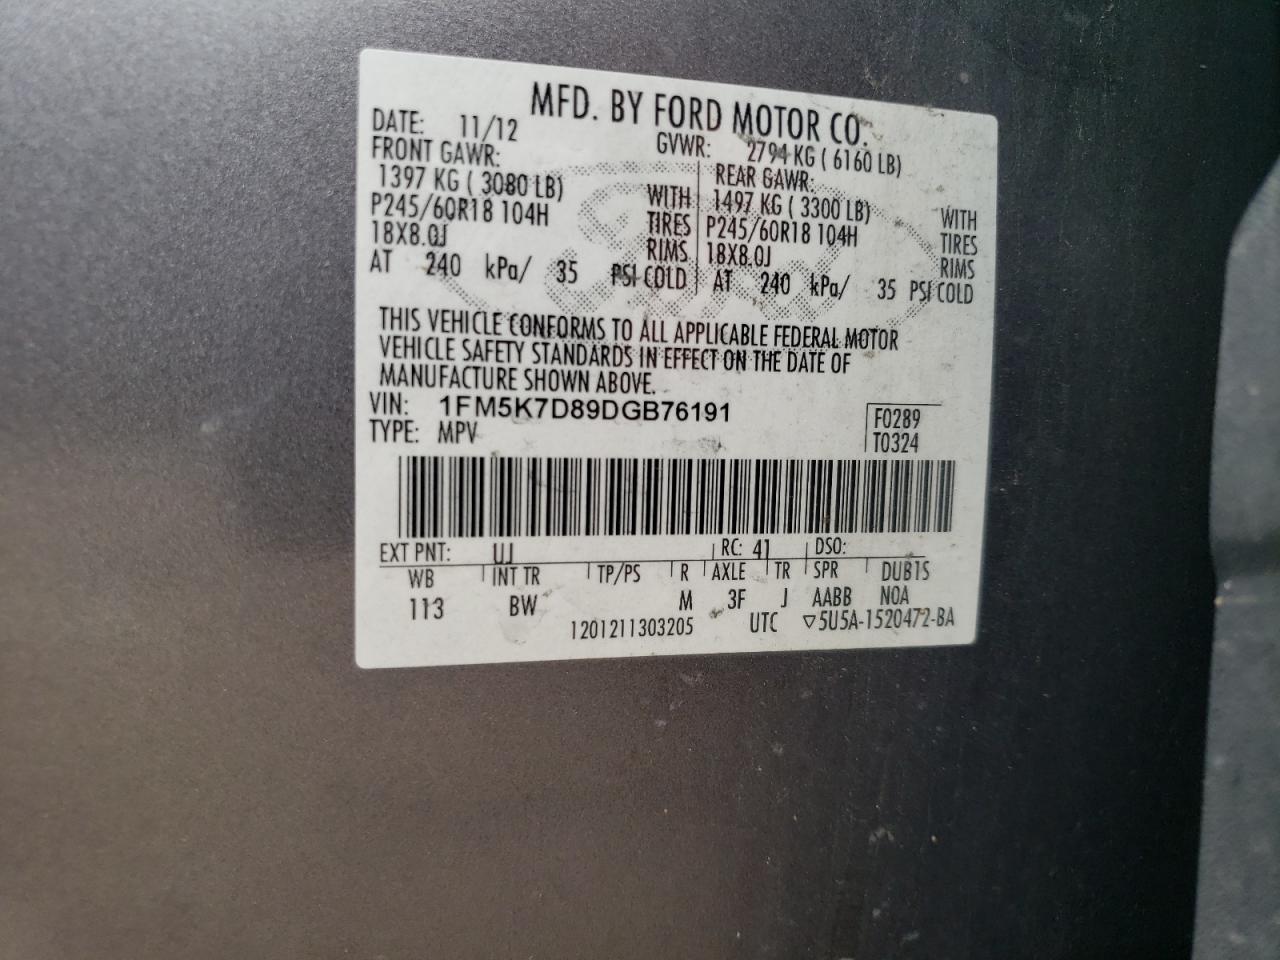 MFD. BY FORD MOTOR CO.
DATE: 11/12 GVWR: 2794 KG ( 6160 LB)
FRONT GAWR: REAR GAWR:
1397 KG ( 3080 LB) WITH 1497 KG ( 3300 LB) WITH
P245/60R18 104H TIRES P245/60R18 104H TIRES
18X8.0J RIMS 18X8.0J RIMS
AT 240 kPa/ 35 PSI COLD AT 240 kPa/ 35 PSI COLD
THIS VEHICLE CONFORMS TO ALL APPLICABLE FEDERAL MOTOR
VEHICLE SAFETY STANDARDS IN EFFECT ON THE DATE OF
MANUFACTURE SHOWN ABOVE.
VIN: 1FM5K7D89DGB76191 F0289
TYPE: MPV T0324
EXT PNT: UJ RC: 41 DSO:
WB INT TR TP/PS R AXLE TR SPR DUB1S
113 BW M 3F J AABB NOA
1201211303205 UTC ▽5U5A-1520472-BA
Ford